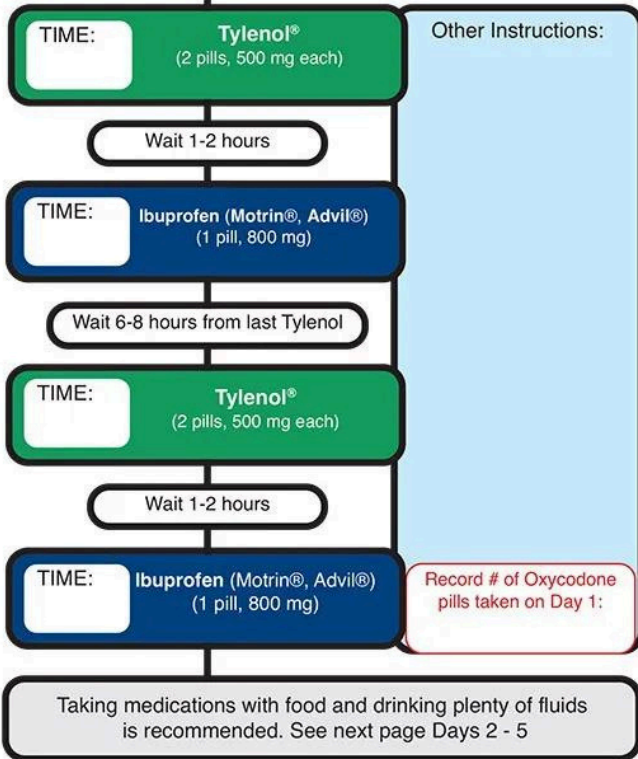 TIME:
Tylenol®
(2 pills, 500 mg each)
Other Instructions:
Wait 1-2 hours
TIME:
Ibuprofen (Motrin®, Advil®)
(1 pill, 800 mg)
Wait 6-8 hours from last Tylenol
TIME:
Tylenol®
(2 pills, 500 mg each)
Wait 1-2 hours
TIME:
Ibuprofen (Motrin®, Advil®)
(1 pill, 800 mg)
Record # of Oxycodone
pills taken on Day 1:
Taking medications with food and drinking plenty of fluids
is recommended. See next page Days 2 - 5